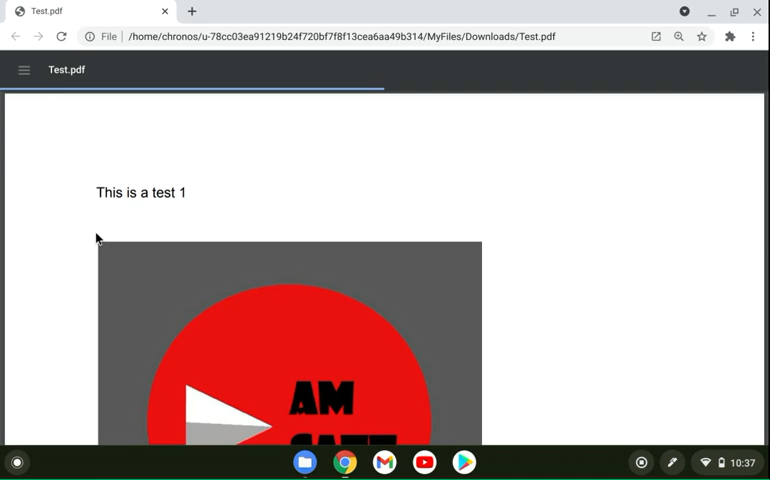 Test.pdf
File
/home/chronos/u-78cc03ea91219b24f720bf7f8f13cea6aa49b314/MyFiles/Downloads/Test.pdf
Test.pdf
This is a test 1
AM
10:37